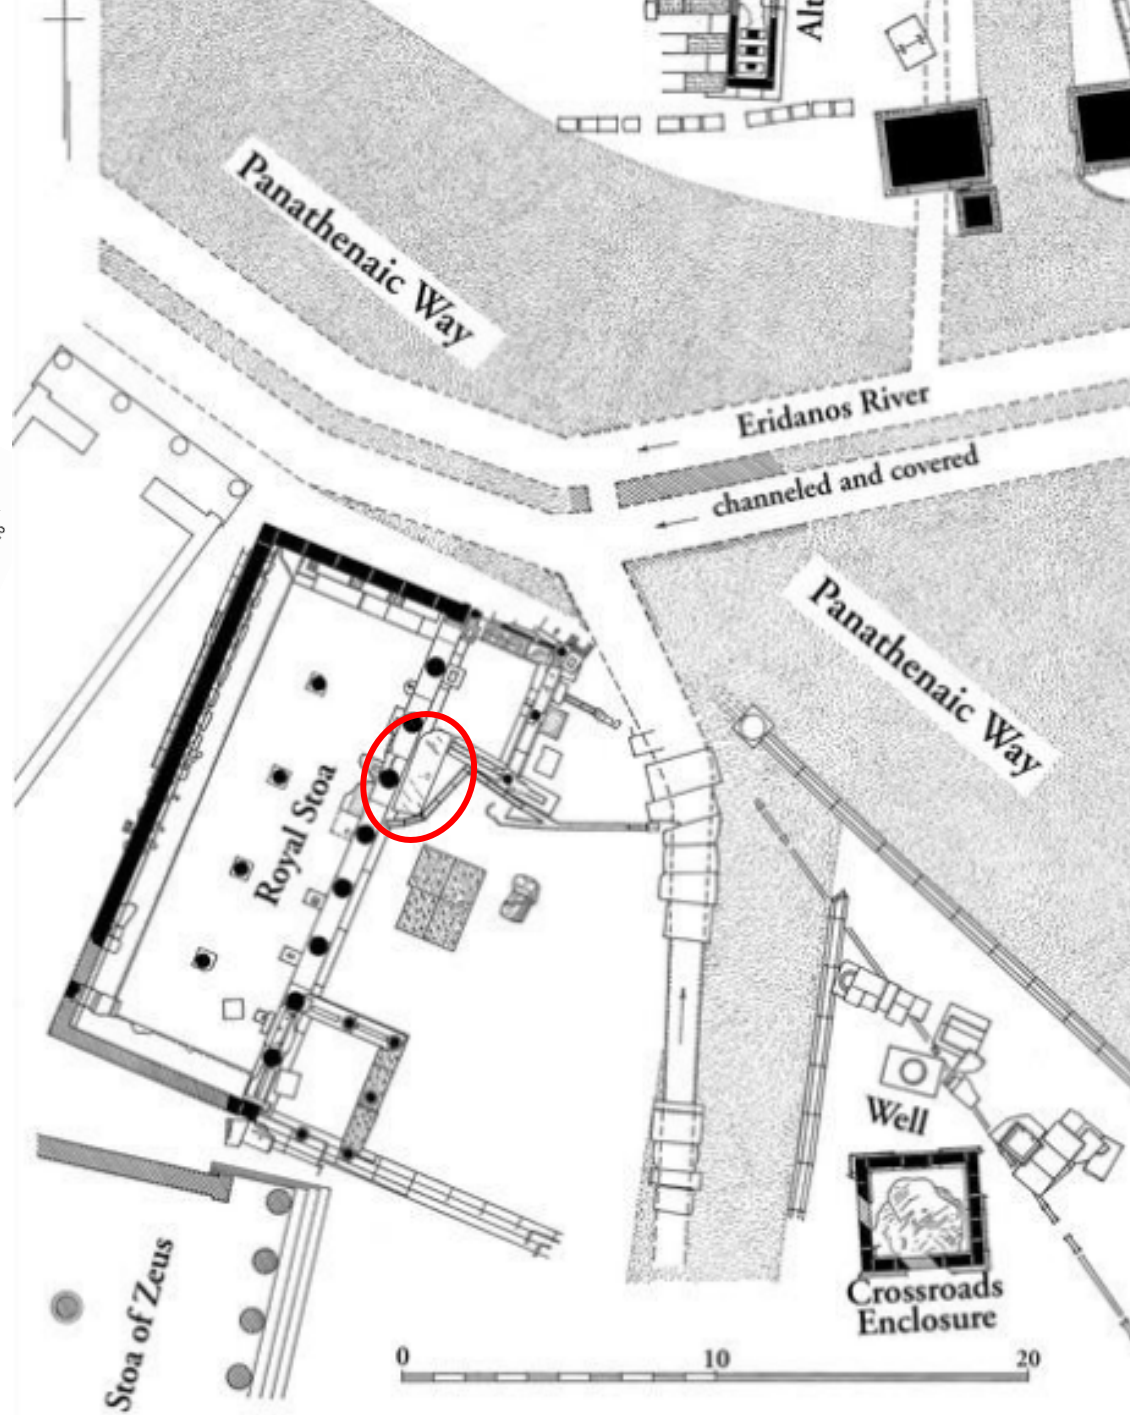 Alt
Panathenaic Way
Eridanos River
channeled and covered
Panathenaic Way
Royal Stoa
Well
Crossroads
Enclosure
Stoa of Zeus
0 10 20